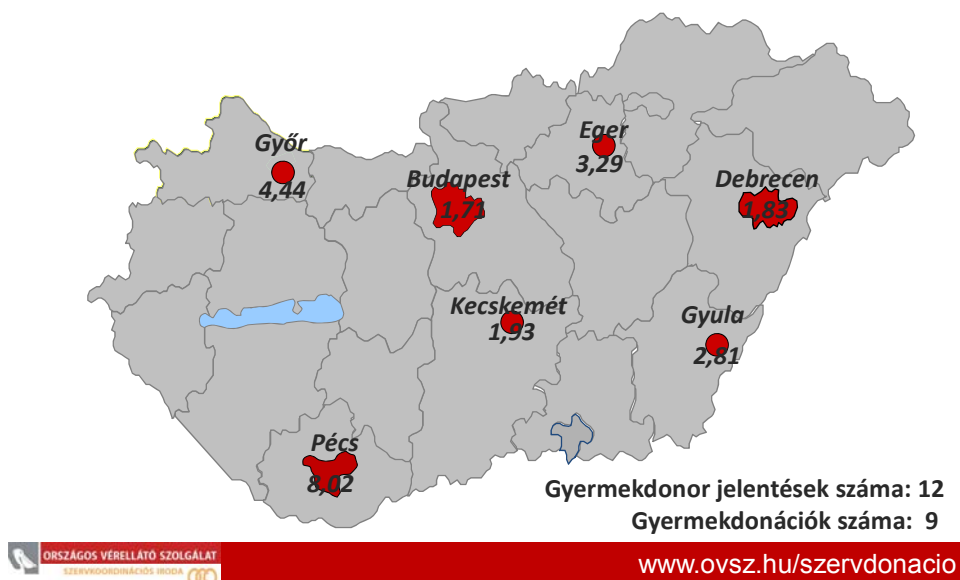 Győr
4,44
Eger
3,29
Budapest
1,71
Debrecen
1,83
Kecskemét
1,93
Gyula
2,81
Pécs
8,02
Gyermekdonor jelentések száma: 12
Gyermekdonációk száma: 9
ORSZÁGOS VÉRELLÁTÓ SZOLGÁLAT
SZERVKOORDINÁCIÓS IRODA
www.ovsz.hu/szervdonacio